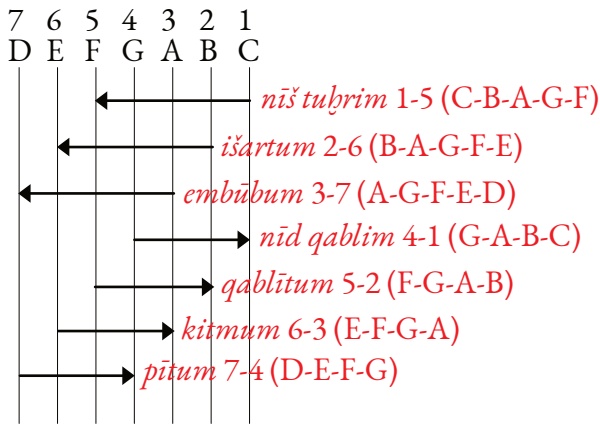 7 6 5 4 3 2 1
D E F G A B C
nīš tuḫrim 1-5 (C-B-A-G-F)
išartum 2-6 (B-A-G-F-E)
embūbum 3-7 (A-G-F-E-D)
nīd qablim 4-1 (G-A-B-C)
qablītum 5-2 (F-G-A-B)
kitmum 6-3 (E-F-G-A)
pītum 7-4 (D-E-F-G)